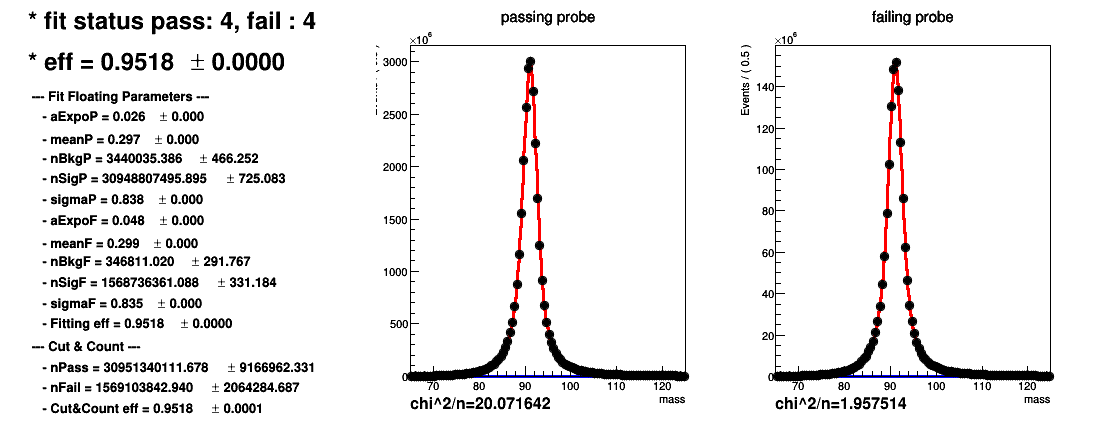 * fit status pass: 4, fail : 4
* eff = 0.9518 ± 0.0000
--- Fit Floating Parameters ---
- aExpoP = 0.026 ± 0.000
- meanP = 0.297 ± 0.000
- nBkgP = 3440035.386 ± 466.252
- nSigP = 30948807495.895 ± 725.083
- sigmaP = 0.838 ± 0.000
- aExpoF = 0.048 ± 0.000
- meanF = 0.299 ± 0.000
- nBkgF = 346811.020 ± 291.767
- nSigF = 1568736361.088 ± 331.184
- sigmaF = 0.835 ± 0.000
- Fitting eff = 0.9518 ± 0.0000
--- Cut & Count ---
- nPass = 30951340111.678 ± 9166962.331
- nFail = 1569103842.940 ± 2064284.687
- Cut&Count eff = 0.9518 ± 0.0001
passing probe
×10⁶
3000
2500
2000
1500
1000
500
0
70 80 90 100 110 120
mass
chi^2/n=20.071642
failing probe
×10⁶
Events / ( 0.5 )
140
120
100
80
60
40
20
0
70 80 90 100 110 120
mass
chi^2/n=1.957514